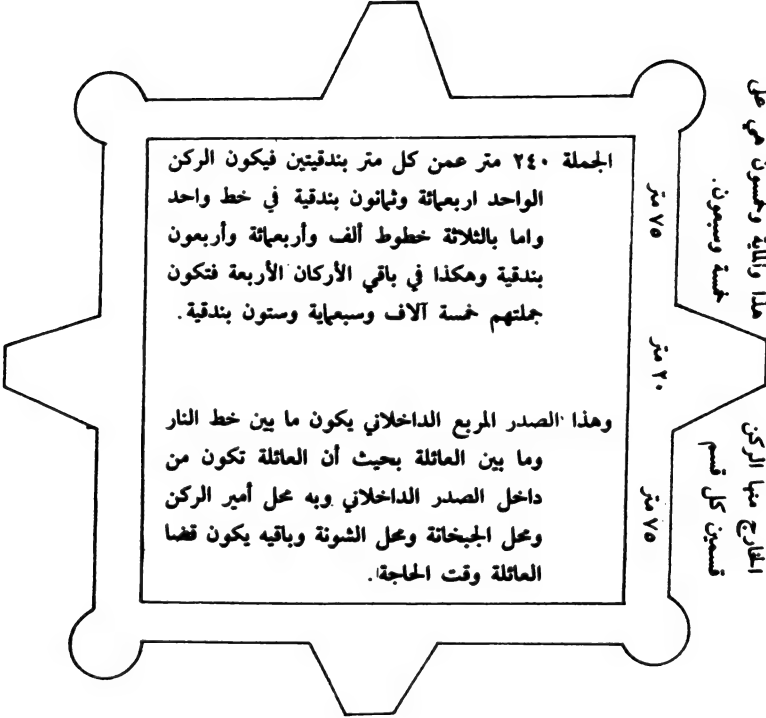 الجملة ٢٤٠ متر عمن كل متر بندقيتين فيكون الركن
الواحد اربعمائة وثمانون بندقية في خط واحد
واما بالثلاثة خطوط ألف وأربعمائة وأربعون
بندقية وهكذا في باقي الأركان الأربعة فتكون
جملتهم خمسة آلاف وسبعماية وستون بندقية.
وهذا الصدر المربع الداخلاني يكون ما بين خط النار
وما بين العائلة بحيث أن العائلة تكون من
داخل الصدر الداخلاني وبه محل أمير الركن
ومحل الجبخانة ومحل الشونة وباقيه يكون قضا
العائلة وقت الحاجة.
٧٥ متر
٢٠ متر
٧٥ متر
هذا والماية وخمسون هي على
خمسة وسبعون.
الخارج منها الركن
قسمين كل قسم